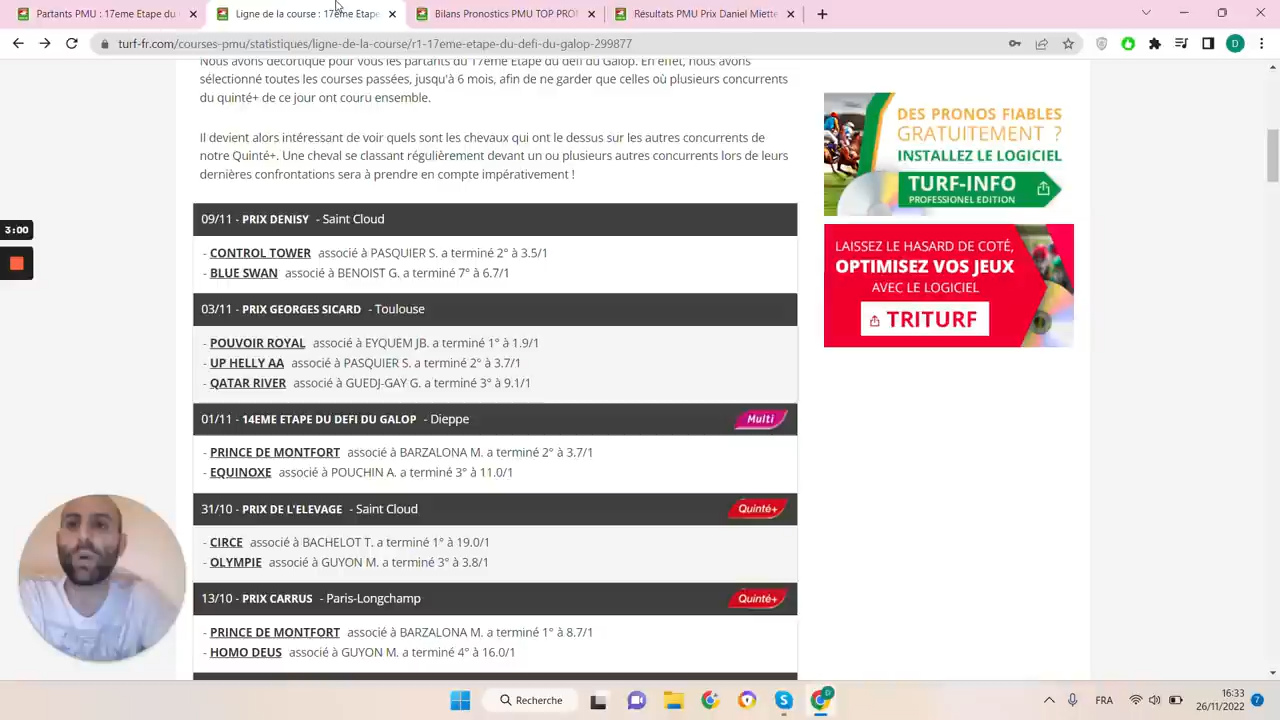 Partants PMU : 17ème Etape du
Ligne de la course : 17ème Etape
Bilans Pronostics PMU TOP PRO
Résultats PMU Prix Daniel Miette
turf-fr.com/courses-pmu/statistiques/ligne-de-la-course/r1-17eme-etape-du-defi-du-galop-299877
D
Nous avons décortiqué pour vous les partants du 17ème Etape du Défi du Galop. En effet, nous avons
sélectionné toutes les courses passées, jusqu'à 6 mois, afin de ne garder que celles où plusieurs concurrents
du quinté+ de ce jour ont couru ensemble.
Il devient alors intéressant de voir quels sont les chevaux qui ont le dessus sur les autres concurrents de
notre Quinté+. Une cheval se classant régulièrement devant un ou plusieurs autres concurrents lors de leurs
dernières confrontations sera à prendre en compte impérativement !
09/11 - PRIX DENISY - Saint Cloud
- CONTROL TOWER associé à PASQUIER S. a terminé 2° à 3.5/1
- BLUE SWAN associé à BENOIST G. a terminé 7° à 6.7/1
03/11 - PRIX GEORGES SICARD - Toulouse
- POUVOIR ROYAL associé à EYQUEM JB. a terminé 1° à 1.9/1
- UP HELLY AA associé à PASQUIER S. a terminé 2° à 3.7/1
- QATAR RIVER associé à GUEDJ-GAY G. a terminé 3° à 9.1/1
01/11 - 14EME ETAPE DU DEFI DU GALOP - Dieppe
Multi
- PRINCE DE MONTFORT associé à BARZALONA M. a terminé 2° à 3.7/1
- EQUINOXE associé à POUCHIN A. a terminé 3° à 11.0/1
31/10 - PRIX DE L'ELEVAGE - Saint Cloud
Quinté+
- CIRCE associé à BACHELOT T. a terminé 1° à 19.0/1
- OLYMPIE associé à GUYON M. a terminé 3° à 3.8/1
13/10 - PRIX CARRUS - Paris-Longchamp
Quinté+
- PRINCE DE MONTFORT associé à BARZALONA M. a terminé 1° à 8.7/1
- HOMO DEUS associé à GUYON M. a terminé 4° à 16.0/1
DES PRONOS FIABLES
GRATUITEMENT ?
INSTALLEZ LE LOGICIEL
TURF-INFO
PROFESSIONEL EDITION
LAISSEZ LE HASARD DE COTÉ,
OPTIMISEZ VOS JEUX
AVEC LE LOGICIEL
TRITURF
3:00
Recherche
D
FRA
16:33
26/11/2022
7